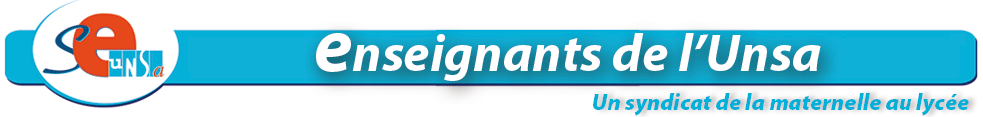 Se UNSa
enseignants de l'Unsa
Un syndicat de la maternelle au lycée